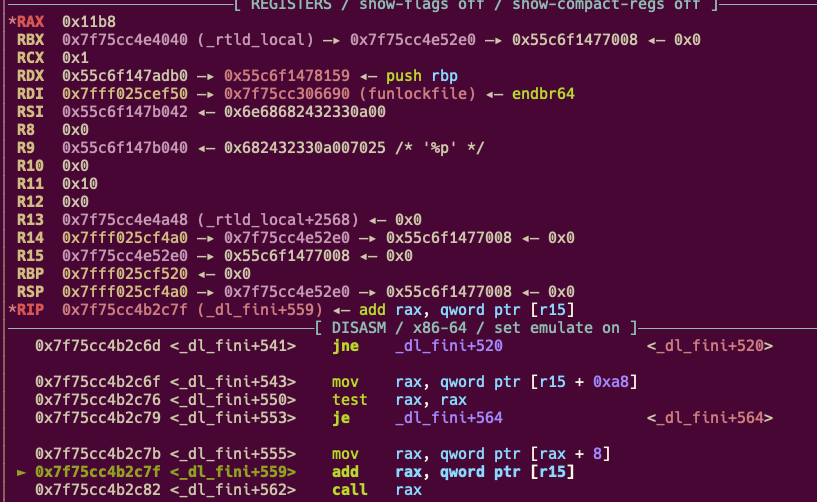 [ REGISTERS / show-flags off / show-compact-regs off ]
*RAX  0x11b8
 RBX  0x7f75cc4e4040 (_rtld_local) —▸ 0x7f75cc4e52e0 —▸ 0x55c6f1477008 ◂— 0x0
 RCX  0x1
 RDX  0x55c6f147adb0 —▸ 0x55c6f1478159 ◂— push rbp
 RDI  0x7fff025cef50 —▸ 0x7f75cc306690 (funlockfile) ◂— endbr64
 RSI  0x55c6f147b042 ◂— 0x6e68682432330a00
 R8   0x0
 R9   0x55c6f147b040 ◂— 0x682432330a007025 /* '%p' */
 R10  0x0
 R11  0x10
 R12  0x0
 R13  0x7f75cc4e4a48 (_rtld_local+2568) ◂— 0x0
 R14  0x7fff025cf4a0 —▸ 0x7f75cc4e52e0 —▸ 0x55c6f1477008 ◂— 0x0
 R15  0x7f75cc4e52e0 —▸ 0x55c6f1477008 ◂— 0x0
 RBP  0x7fff025cf520 ◂— 0x0
 RSP  0x7fff025cf4a0 —▸ 0x7f75cc4e52e0 —▸ 0x55c6f1477008 ◂— 0x0
*RIP  0x7f75cc4b2c7f (_dl_fini+559) ◂— add rax, qword ptr [r15]
[ DISASM / x86-64 / set emulate on ]
   0x7f75cc4b2c6d <_dl_fini+541>    jne    _dl_fini+520                <_dl_fini+520>
   0x7f75cc4b2c6f <_dl_fini+543>    mov    rax, qword ptr [r15 + 0xa8]
   0x7f75cc4b2c76 <_dl_fini+550>    test   rax, rax
   0x7f75cc4b2c79 <_dl_fini+553>    je     _dl_fini+564                <_dl_fini+564>
   0x7f75cc4b2c7b <_dl_fini+555>    mov    rax, qword ptr [rax + 8]
 ► 0x7f75cc4b2c7f <_dl_fini+559>    add    rax, qword ptr [r15]
   0x7f75cc4b2c82 <_dl_fini+562>    call   rax